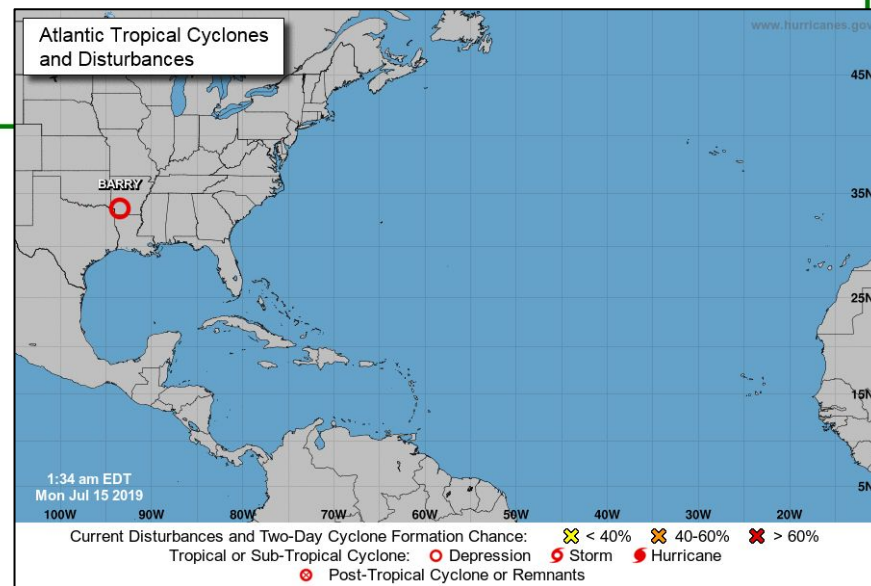 Atlantic Tropical Cyclones
and Disturbances
www.hurricanes.gov
45N
BARRY
35N
25N
15N
1:34 am EDT
Mon Jul 15 2019
5N
100W 90W 80W 70W 60W 50W 40W 30W 20W
Current Disturbances and Two-Day Cyclone Formation Chance: < 40% 40-60% > 60%
Tropical or Sub-Tropical Cyclone: Depression Storm Hurricane
Post-Tropical Cyclone or Remnants